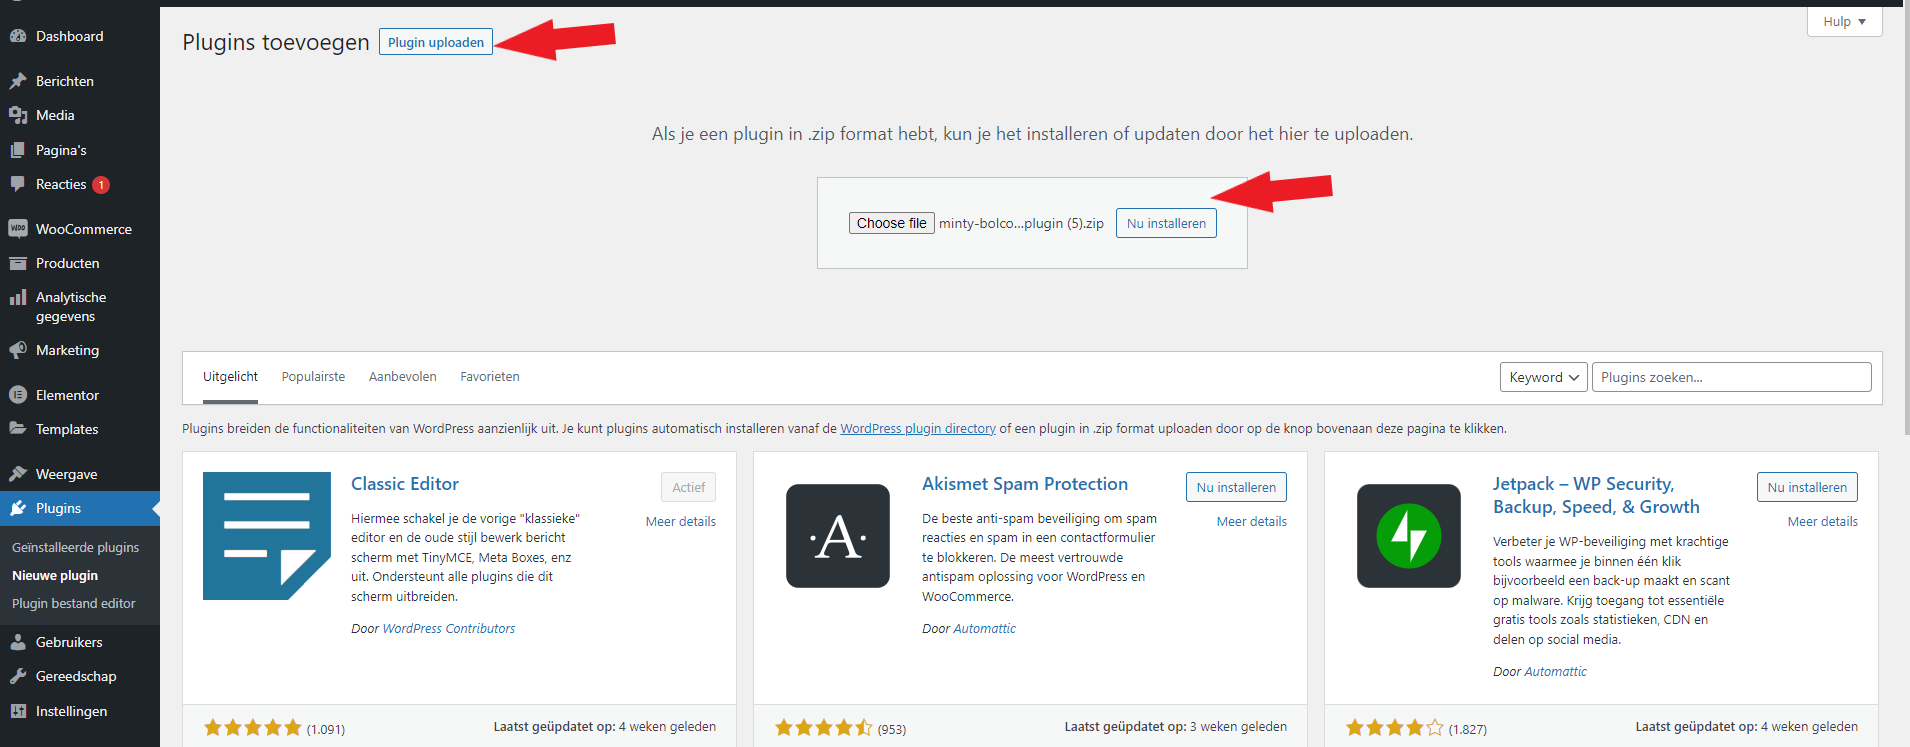 Dashboard
Berichten
Media
Pagina's
Reacties 1
WooCommerce
Producten
Analytische
gegevens
Marketing
Elementor
Templates
Weergave
Plugins
Geïnstalleerde plugins
Nieuwe plugin
Plugin bestand editor
Gebruikers
Gereedschap
Instellingen
Plugins toevoegen Plugin uploaden
Hulp
Als je een plugin in .zip format hebt, kun je het installeren of updaten door het hier te uploaden.
Choose file minty-bolco...plugin (5).zip Nu installeren
Uitgelicht Populairste Aanbevolen Favorieten
Keyword Plugins zoeken...
Plugins breiden de functionaliteiten van WordPress aanzienlijk uit. Je kunt plugins automatisch installeren vanaf de WordPress plugin directory of een plugin in .zip format uploaden door op de knop bovenaan deze pagina te klikken.
Classic Editor
Actief
Meer details
Hiermee schakel je de vorige "klassieke"
editor en de oude stijl bewerk bericht
scherm met TinyMCE, Meta Boxes, enz
uit. Ondersteunt alle plugins die dit
scherm uitbreiden.
Door WordPress Contributors
(1.091)
Laatst geüpdatet op: 4 weken geleden
A
Akismet Spam Protection
Nu installeren
Meer details
De beste anti-spam beveiliging om spam
reacties en spam in een contactformulier
te blokkeren. De meest vertrouwde
antispam oplossing voor WordPress en
WooCommerce.
Door Automattic
(953)
Laatst geüpdatet op: 3 weken geleden
Jetpack – WP Security,
Backup, Speed, & Growth
Nu installeren
Meer details
Verbeter je WP-beveiliging met krachtige
tools waarmee je binnen één klik
bijvoorbeeld een back-up maakt en scant
op malware. Krijg toegang tot essentiële
gratis tools zoals statistieken, CDN en
delen op social media.
Door Automattic
(1.827)
Laatst geüpdatet op: 4 weken geleden